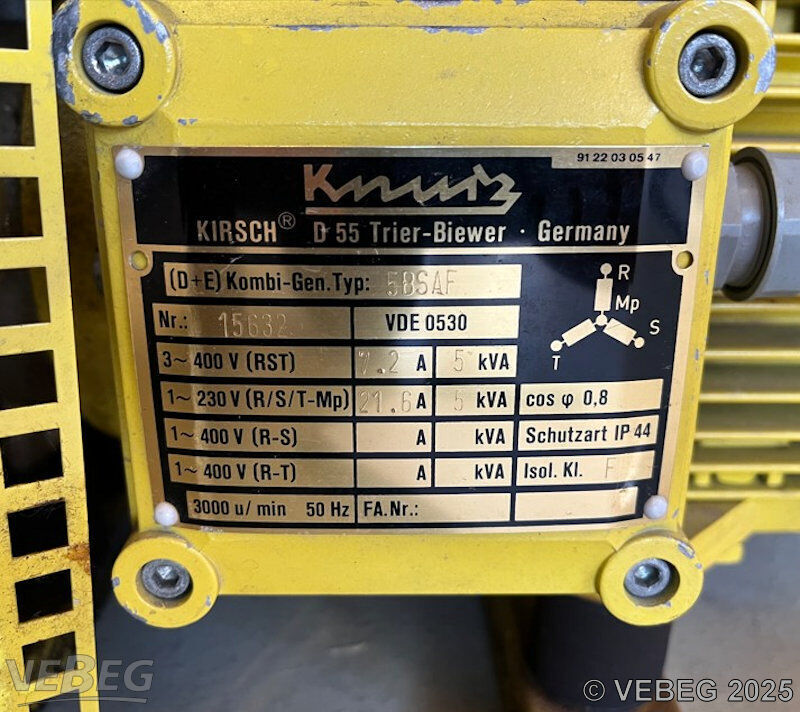 91 22 03 05 47
KIRSCH® D 55 Trier-Biewer · Germany
(D+E) Kombi-Gen.Typ: 5BSAF
R
Mp
S
T
Nr.: 15632 VDE 0530
3~ 400 V (RST) 7.2 A 5 kVA
1~ 230 V (R/S/T-Mp) 21.6 A 5 kVA cos φ 0,8
1~ 400 V (R-S) A kVA Schutzart IP 44
1~ 400 V (R-T) A kVA Isol. Kl. F
3000 u/min 50 Hz FA.Nr.:
VEBEG
© VEBEG 2025